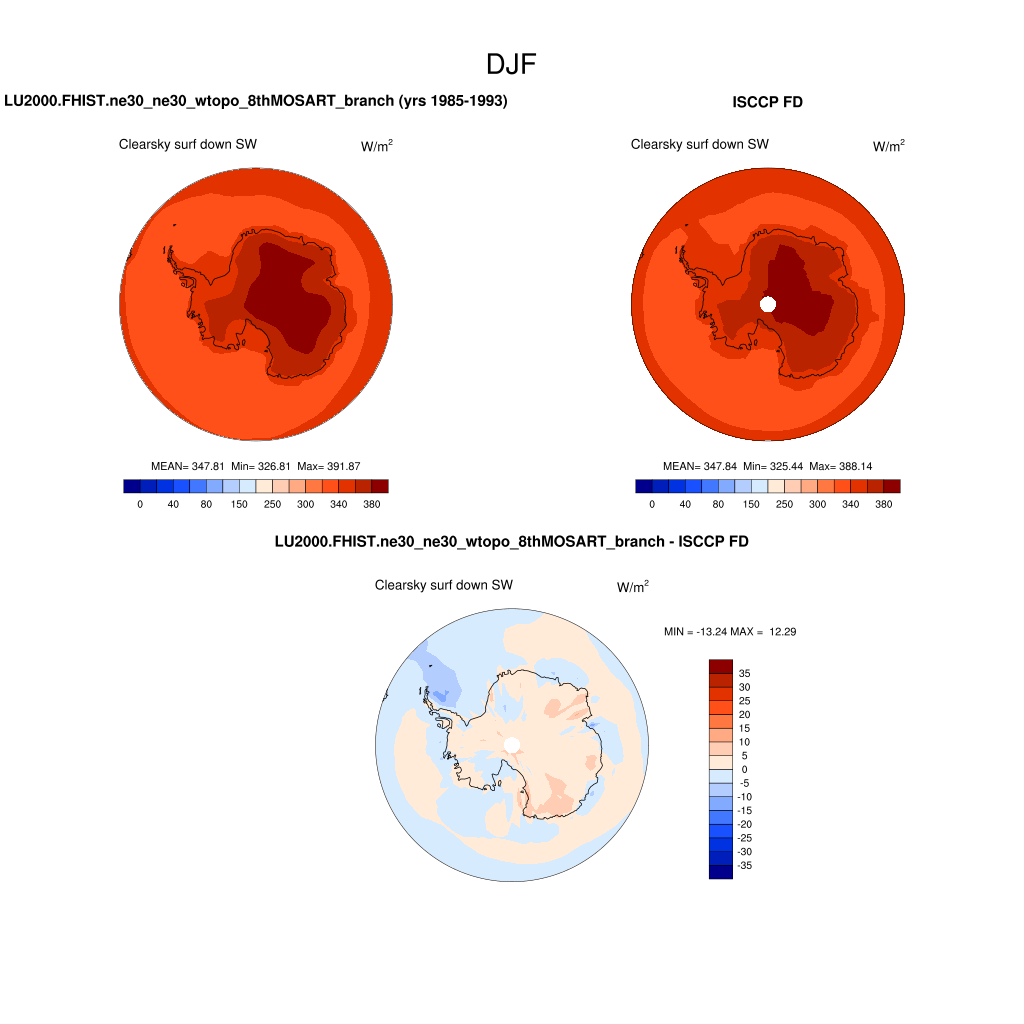 DJF
LU2000.FHIST.ne30_ne30_wtopo_8thMOSART_branch (yrs 1985-1993)
Clearsky surf down SW W/m2
MEAN= 347.81 Min= 326.81 Max= 391.87
0 40 80 150 250 300 340 380
ISCCP FD
Clearsky surf down SW W/m2
MEAN= 347.84 Min= 325.44 Max= 388.14
0 40 80 150 250 300 340 380
LU2000.FHIST.ne30_ne30_wtopo_8thMOSART_branch - ISCCP FD
Clearsky surf down SW W/m2
MIN = -13.24 MAX = 12.29
35
30
25
20
15
10
5
0
-5
-10
-15
-20
-25
-30
-35